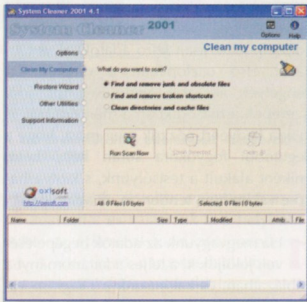 System Cleaner 2001 4.1
System Cleaner 2001
Options Help
Clean my computer
Options
Clean My Computer
Restore Wizard
Other Utilities
Support Information
What do you want to scan?
Find and remove junk and obsolete files
Find and remove broken shortcuts
Clean directories and cache files
Run Scan Now
oxisoft
http://oxisoft.com
All: 0 Files | 0 bytes Selected: 0 Files | 0 bytes
Name Folder Size Type Modified Attrib.. File